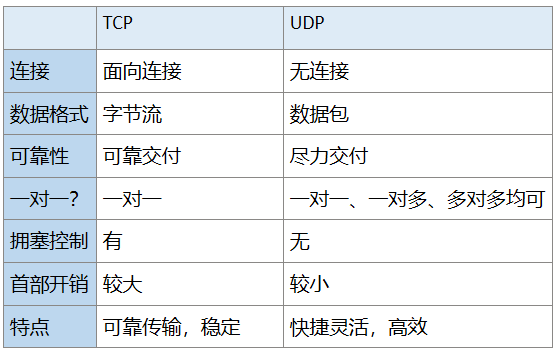 TCP UDP
连接 面向连接 无连接
数据格式 字节流 数据包
可靠性 可靠交付 尽力交付
一对一？ 一对一 一对一、一对多、多对多均可
拥塞控制 有 无
首部开销 较大 较小
特点 可靠传输，稳定 快捷灵活，高效